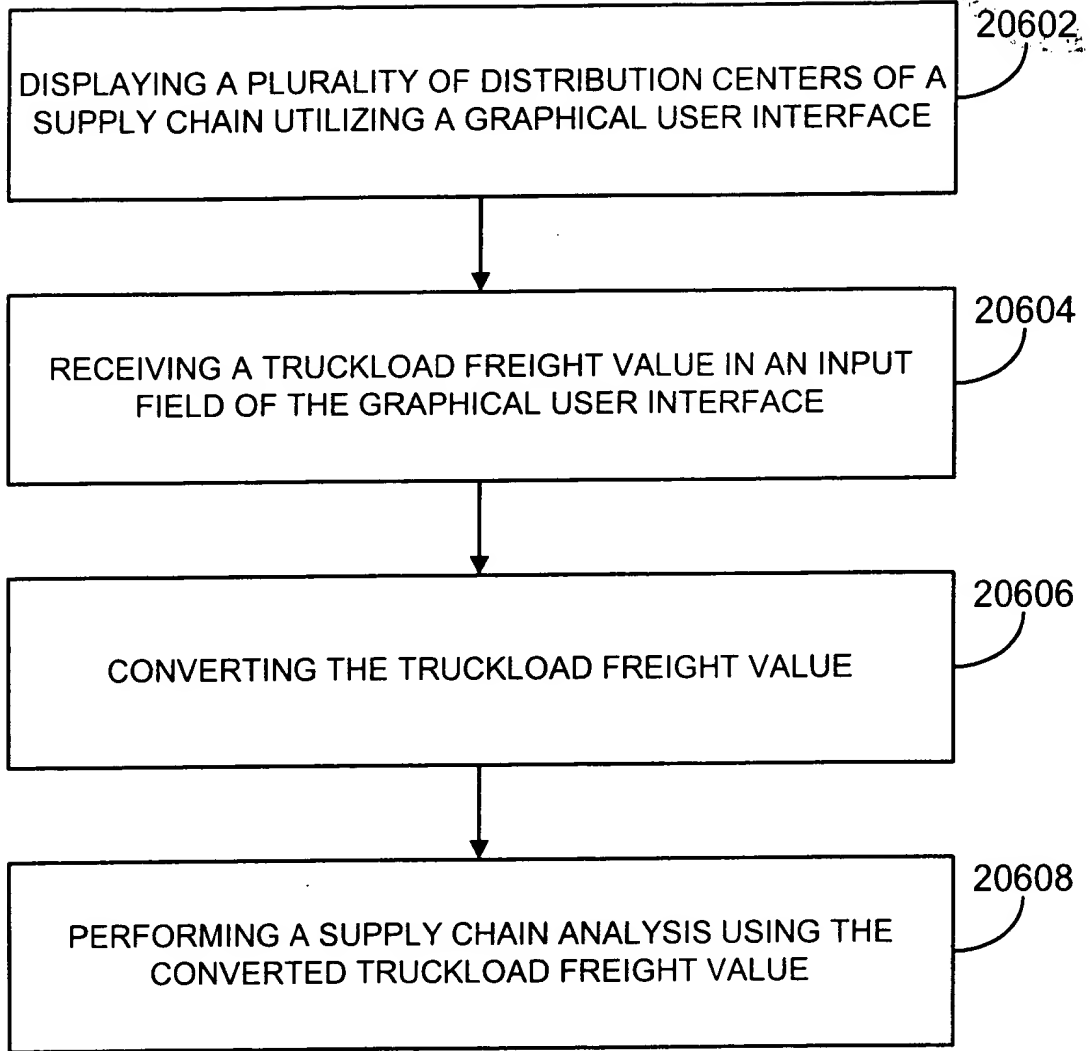 20602
DISPLAYING A PLURALITY OF DISTRIBUTION CENTERS OF A
SUPPLY CHAIN UTILIZING A GRAPHICAL USER INTERFACE
20604
RECEIVING A TRUCKLOAD FREIGHT VALUE IN AN INPUT
FIELD OF THE GRAPHICAL USER INTERFACE
20606
CONVERTING THE TRUCKLOAD FREIGHT VALUE
20608
PERFORMING A SUPPLY CHAIN ANALYSIS USING THE
CONVERTED TRUCKLOAD FREIGHT VALUE